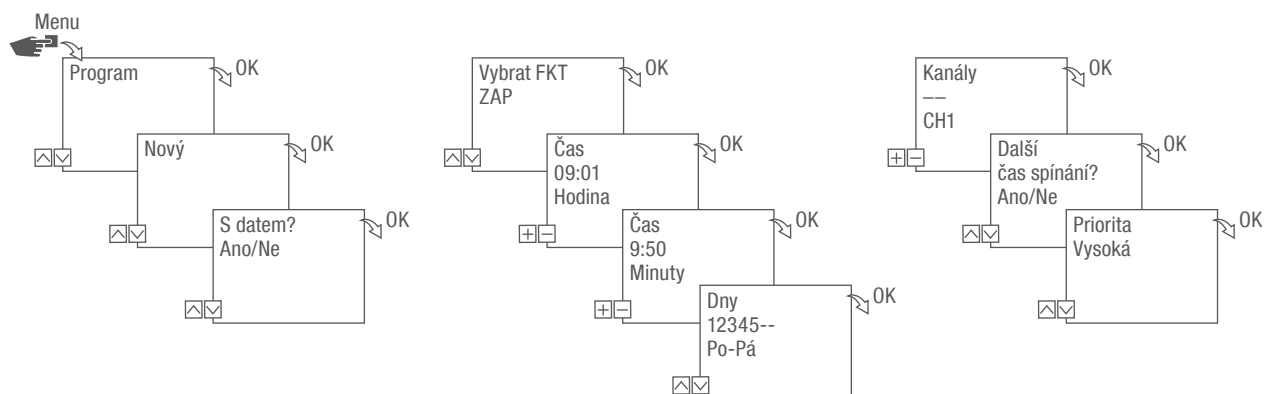 Menu
Program
OK
Nový
OK
S datem?
Ano/Ne
OK
Vybrat FKT
ZAP
OK
Čas
09:01
Hodina
OK
Čas
9:50
Minuty
OK
Dny
12345--
Po-Pá
OK
Kanály
––
CH1
OK
Další
čas spínání?
Ano/Ne
OK
Priorita
Vysoká
OK